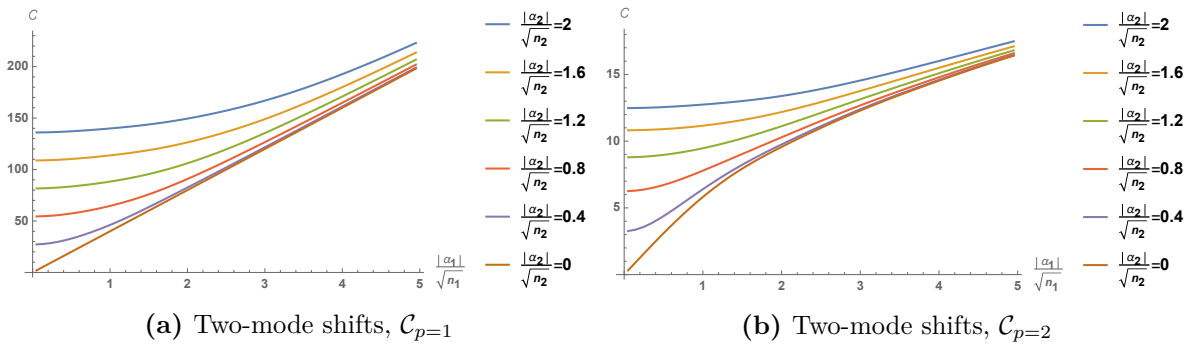 C
200
150
100
50
1
2
3
4
5
|α₁|/√n₁
|α₂|/√n₂=2
|α₂|/√n₂=1.6
|α₂|/√n₂=1.2
|α₂|/√n₂=0.8
|α₂|/√n₂=0.4
|α₂|/√n₂=0
(a) Two-mode shifts, 𝒞ₚ₌₁
C
15
10
5
1
2
3
4
5
|α₁|/√n₁
|α₂|/√n₂=2
|α₂|/√n₂=1.6
|α₂|/√n₂=1.2
|α₂|/√n₂=0.8
|α₂|/√n₂=0.4
|α₂|/√n₂=0
(b) Two-mode shifts, 𝒞ₚ₌₂